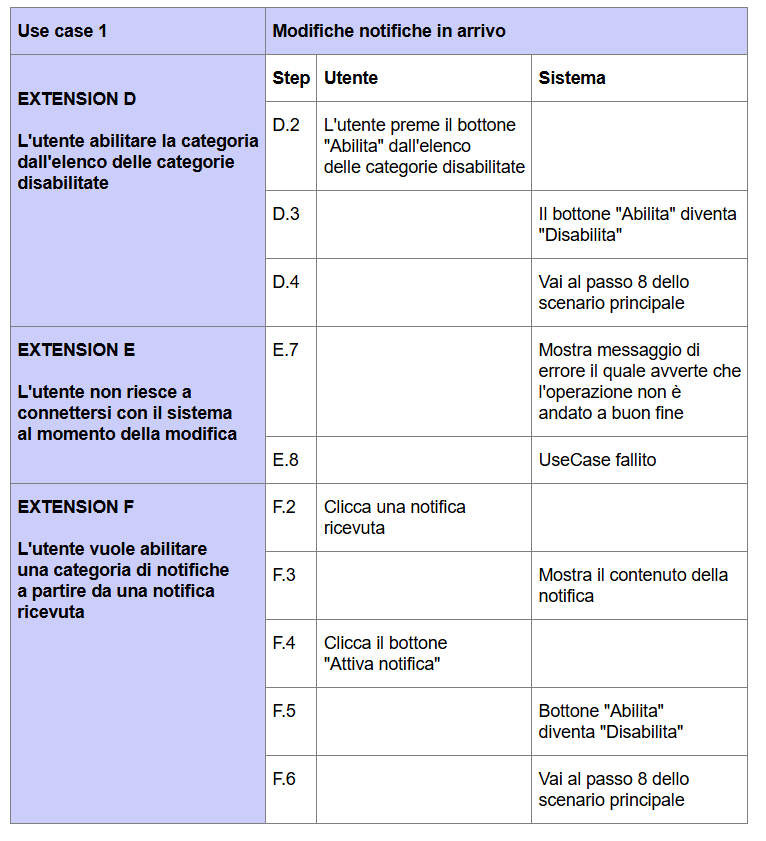 Use case 1
Modifiche notifiche in arrivo
EXTENSION D
L'utente abilitare la categoria
dall'elenco delle categorie
disabilitate
Step
Utente
Sistema
D.2
L'utente preme il bottone
"Abilita" dall'elenco
delle categorie disabilitate
D.3
Il bottone "Abilita" diventa
"Disabilita"
D.4
Vai al passo 8 dello
scenario principale
EXTENSION E
L'utente non riesce a
connettersi con il sistema
al momento della modifica
E.7
Mostra messaggio di
errore il quale avverte che
l'operazione non è
andato a buon fine
E.8
UseCase fallito
EXTENSION F
L'utente vuole abilitare
una categoria di notifiche
a partire da una notifica
ricevuta
F.2
Clicca una notifica
ricevuta
F.3
Mostra il contenuto della
notifica
F.4
Clicca il bottone
"Attiva notifica"
F.5
Bottone "Abilita"
diventa "Disabilita"
F.6
Vai al passo 8 dello
scenario principale